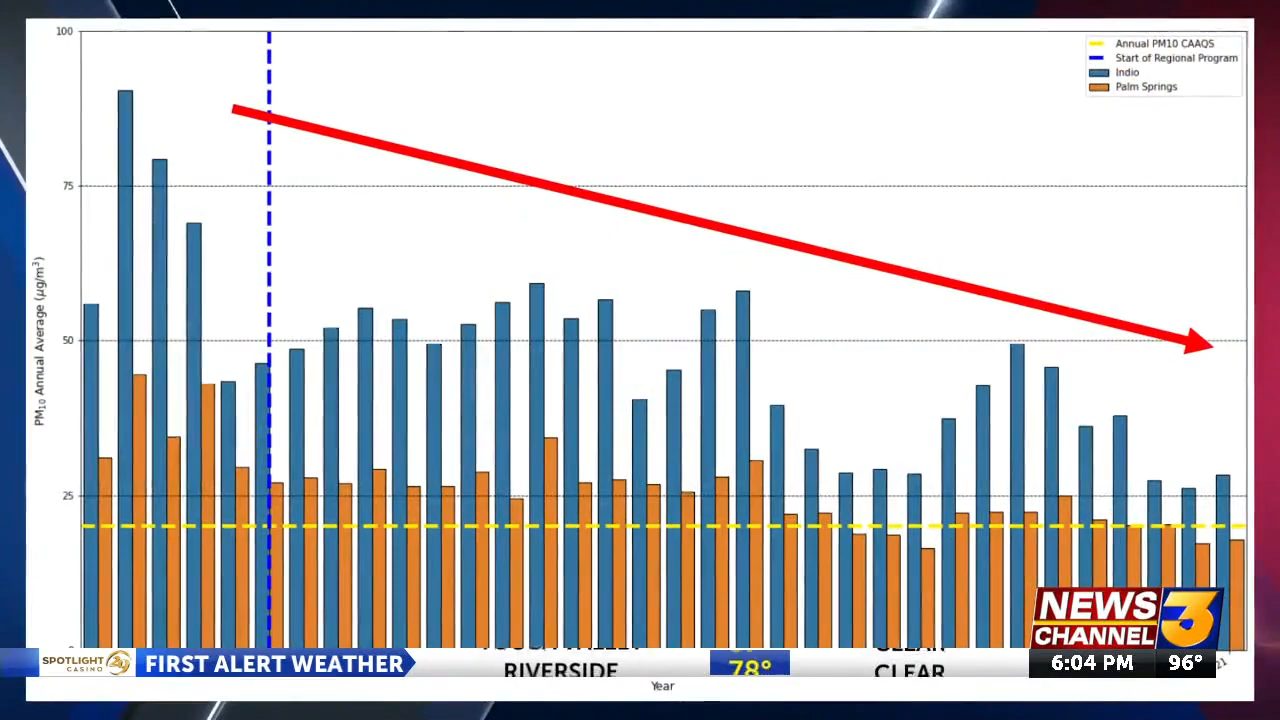 100
75
50
25
PM10 Annual Average (μg/m3)
Annual PM10 CAAQS
Start of Regional Program
Indio
Palm Springs
NEWS
CHANNEL 3
SPOTLIGHT 29
CASINO
FIRST ALERT WEATHER
RIVERSIDE
78°
CLEAR
6:04 PM 96°
21
Year